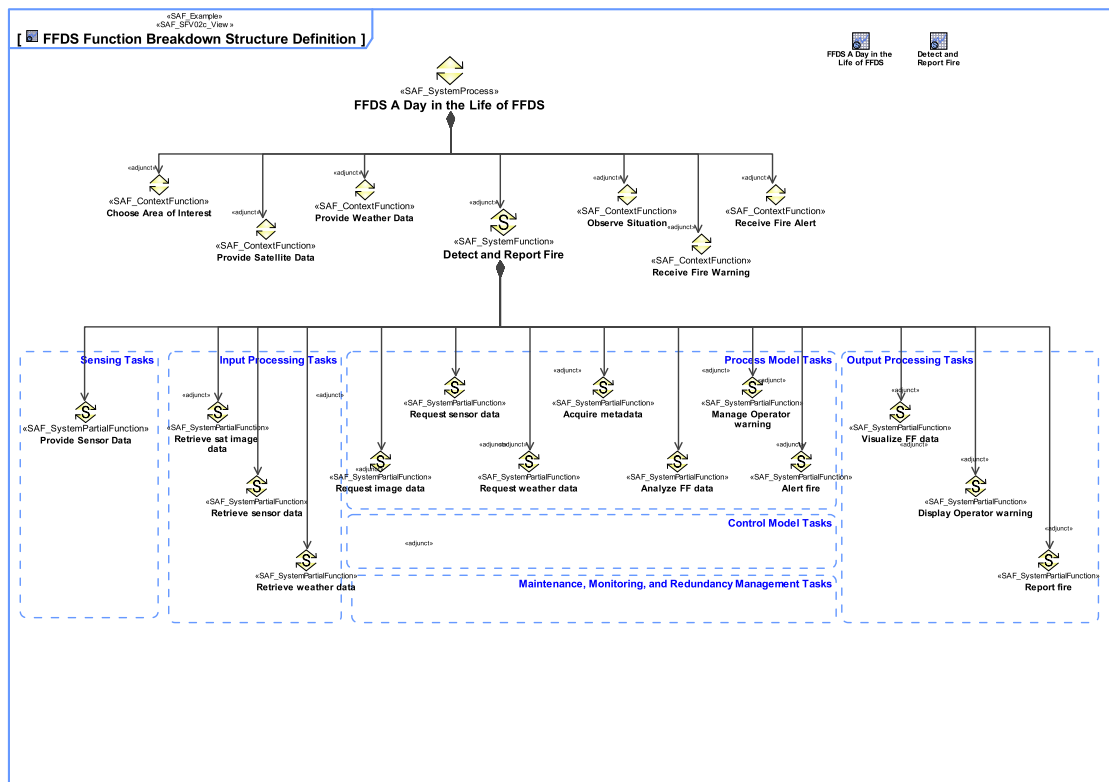 «SAF_Example»
«SAF_SFV02c_View »
[ FFDS Function Breakdown Structure Definition ]
FFDS A Day in the
Life of FFDS
Detect and
Report Fire
«SAF_SystemProcess»
FFDS A Day in the Life of FFDS
«adjunct»
«SAF_ContextFunction»
Choose Area of Interest
«adjunct»
«SAF_ContextFunction»
Provide Satellite Data
«adjunct»
«SAF_ContextFunction»
Provide Weather Data
«adjunct»
S
«SAF_SystemFunction»
Detect and Report Fire
«adjunct»
«SAF_ContextFunction»
Observe Situation
«adjunct»
«SAF_ContextFunction»
Receive Fire Warning
«adjunct»
«SAF_ContextFunction»
Receive Fire Alert
Sensing Tasks
S
«SAF_SystemPartialFunction»
Provide Sensor Data
Input Processing Tasks
«adjunct»
«adjunct»
S
«SAF_SystemPartialFunction»
Retrieve sat image
data
S
«SAF_SystemPartialFunction»
Retrieve sensor data
S
«SAF_SystemPartialFunction»
Retrieve weather data
Process Model Tasks
S
«SAF_SystemPartialFunction»
Request sensor data
«adjunct»
S
«SAF_SystemPartialFunction»
Acquire metadata
«adjunct»
«adjunct»
S
«SAF_SystemPartialFunction»
Manage Operator
warning
«adjunct»
S
«SAF_SystemPartialFunction»
Request image data
«adjunct»
«adjunct»
S
«SAF_SystemPartialFunction»
Request weather data
S
«SAF_SystemPartialFunction»
Analyze FF data
«adjunct»
S
«SAF_SystemPartialFunction»
Alert fire
Control Model Tasks
«adjunct»
Maintenance, Monitoring, and Redundancy Management Tasks
Output Processing Tasks
«adjunct»
S
«SAF_SystemPartialFunction»
Visualize FF data
«adjunct»
«adjunct»
S
«SAF_SystemPartialFunction»
Display Operator warning
«adjunct»
S
«SAF_SystemPartialFunction»
Report fire